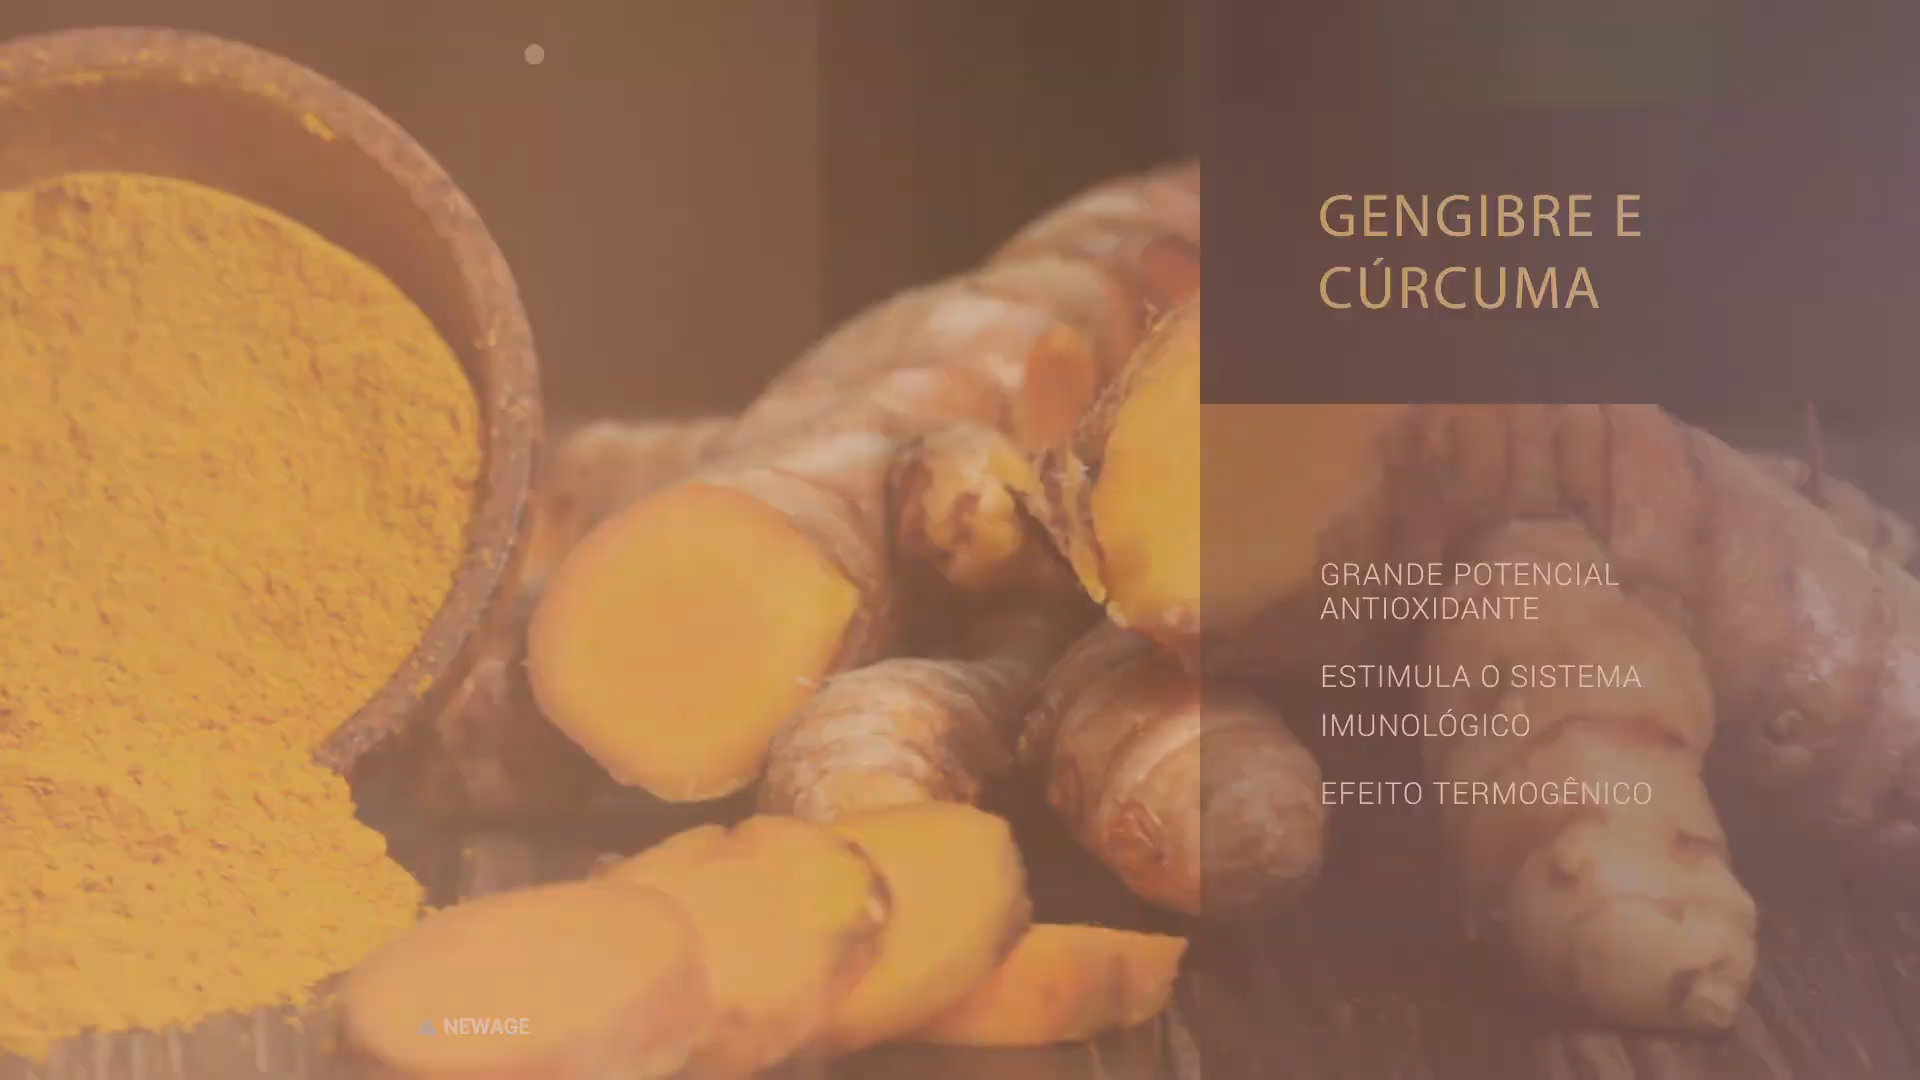 GENGIBRE E
CÚRCUMA
GRANDE POTENCIAL
ANTIOXIDANTE
ESTIMULA O SISTEMA
IMUNOLÓGICO
EFEITO TERMOGÊNICO
NEWAGE